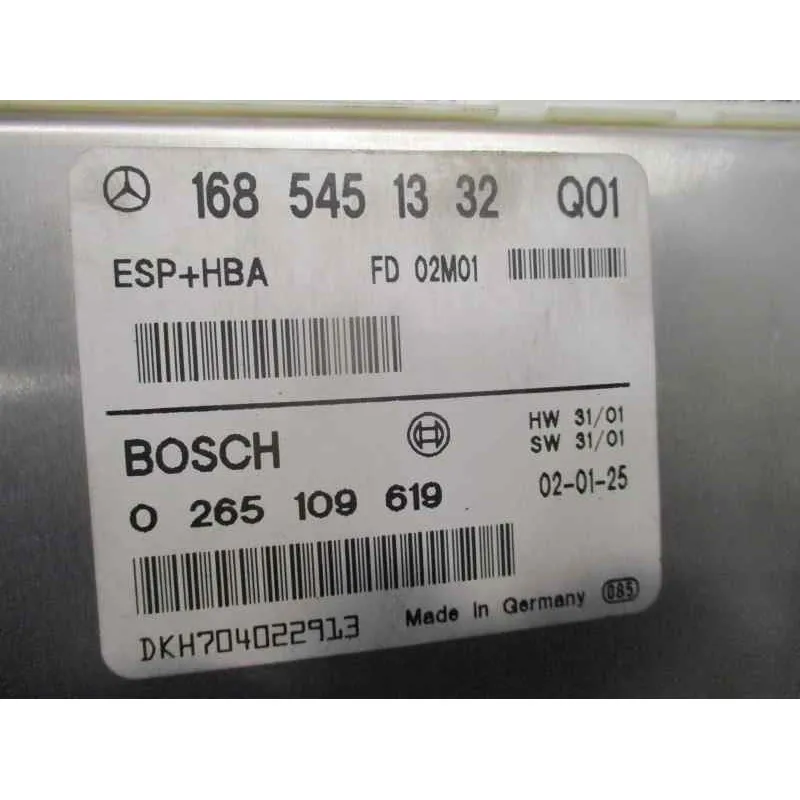 168 545 13 32 Q01
ESP+HBA FD 02M01
HW 31/01
BOSCH SW 31/01
0 265 109 619 02-01-25
Made in Germany 085
DKH704022913